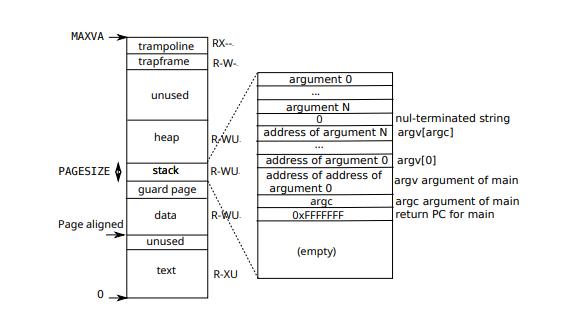 MAXVA
trampoline RX--
trapframe R-W-
unused
heap R-WU
PAGESIZE stack R-WU
guard page
data R-WU
Page aligned
unused
text R-XU
0
argument 0
...
argument N
0 nul-terminated string
address of argument N argv[argc]
...
address of argument 0 argv[0]
address of address of
argument 0 argv argument of main
argc argc argument of main
0xFFFFFFF return PC for main
(empty)